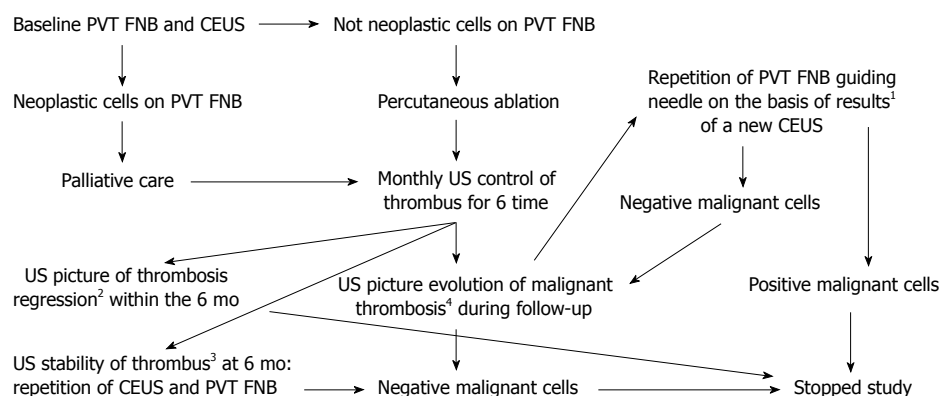 Baseline PVT FNB and CEUS
Not neoplastic cells on PVT FNB
Neoplastic cells on PVT FNB
Percutaneous ablation
Repetition of PVT FNB guiding
needle on the basis of results¹
of a new CEUS
Palliative care
Monthly US control of
thrombus for 6 time
Negative malignant cells
US picture of thrombosis
regression² within the 6 mo
US picture evolution of malignant
thrombosis⁴ during follow-up
Positive malignant cells
US stability of thrombus³ at 6 mo:
repetition of CEUS and PVT FNB
Negative malignant cells
Stopped study